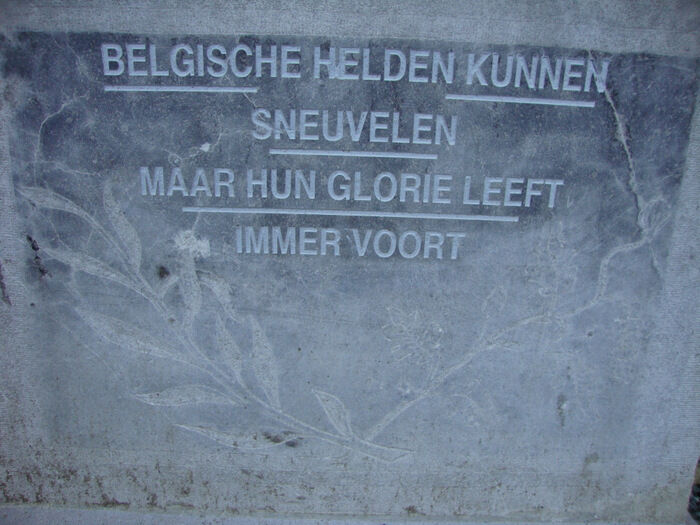 BELGISCHE HELDEN KUNNEN
SNEUVELEN
MAAR HUN GLORIE LEEFT
IMMER VOORT